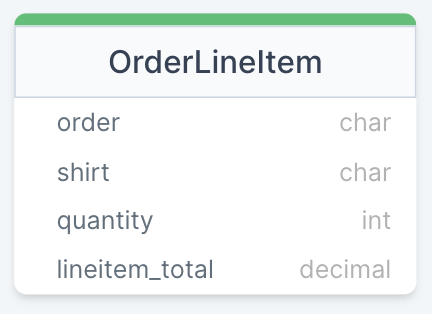 OrderLineItem
order char
shirt char
quantity int
lineitem_total decimal